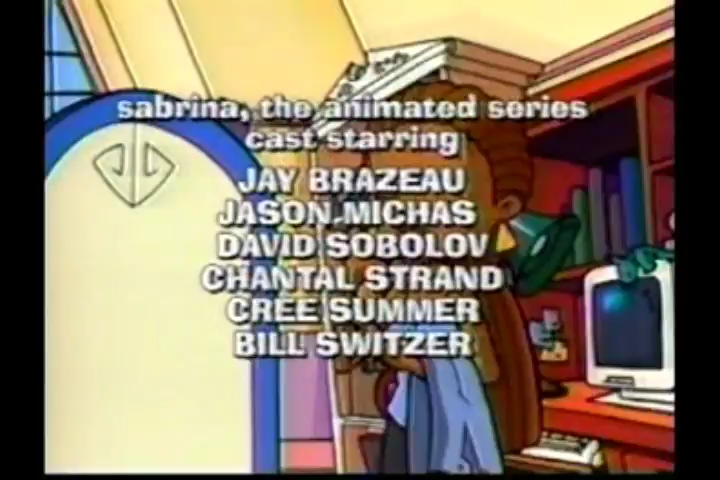 sabrina, the animated series
cast starring
JAY BRAZEAU
JASON MICHAS
DAVID SOBOLOV
CHANTAL STRAND
CREE SUMMER
BILL SWITZER